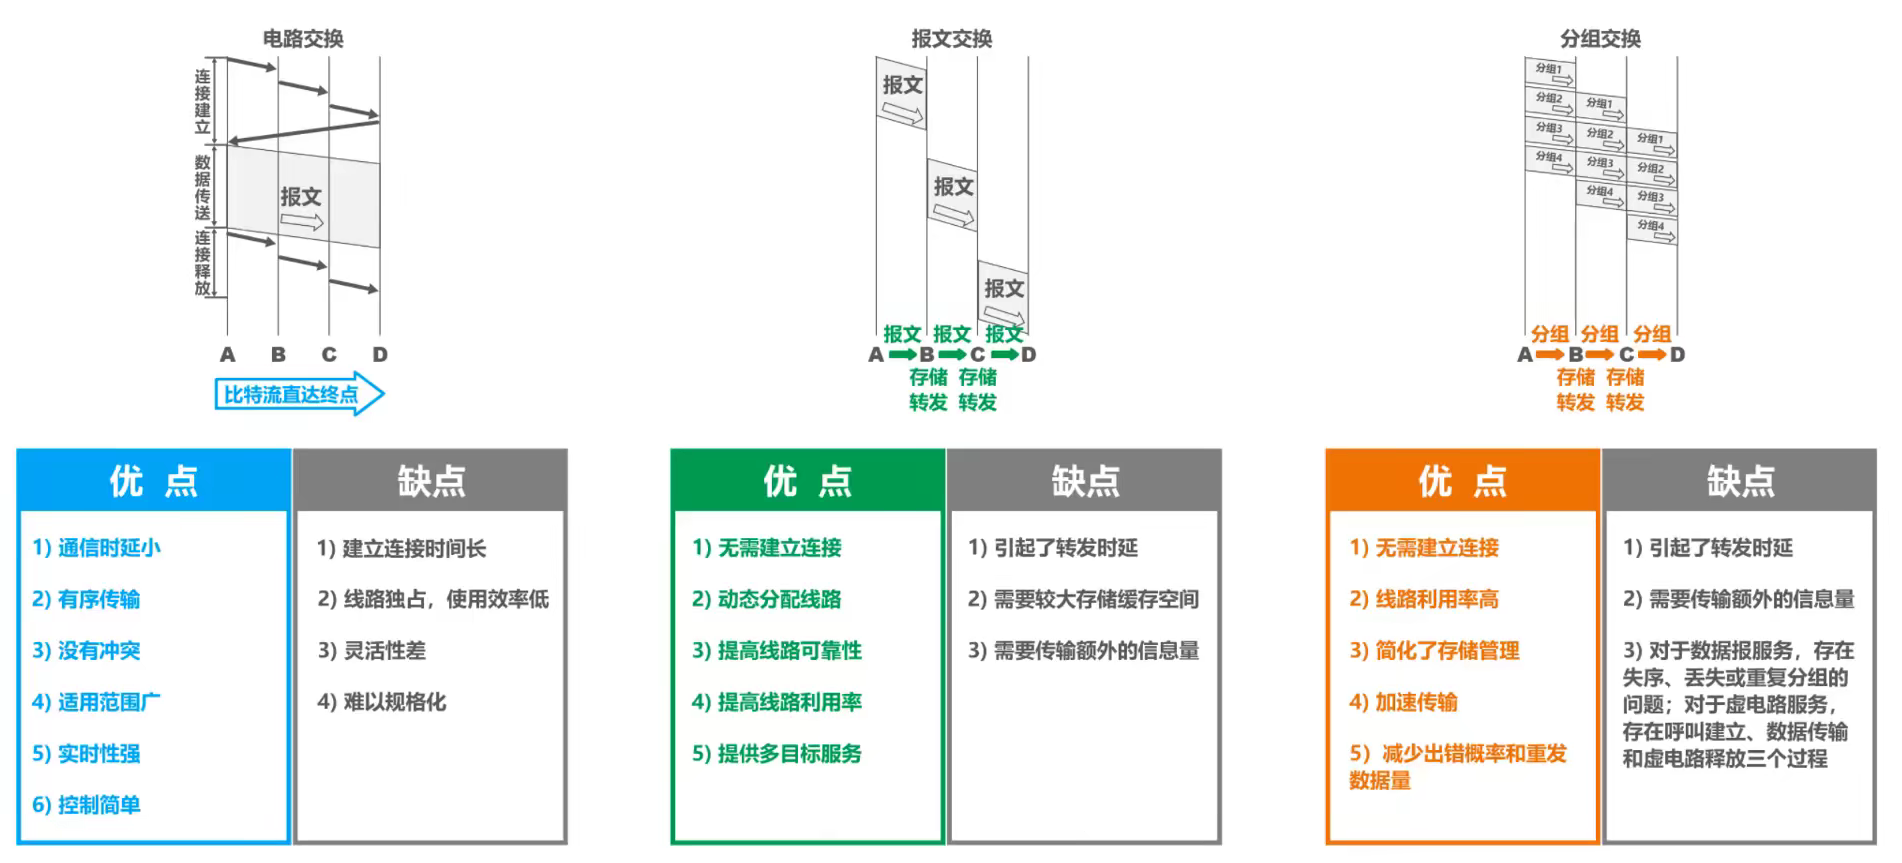 电路交换
连接建立
数据传送
连接释放
报文
A B C D
比特流直达终点
报文交换
报文
报文
报文
报文 报文 报文
A B C D
存储 存储
转发 转发
分组交换
分组1
分组2 分组1
分组3 分组2 分组1
分组4 分组3 分组2
分组4 分组3
分组4
分组 分组 分组
A B C D
存储 存储
转发 转发
优 点
1) 通信时延小
2) 有序传输
3) 没有冲突
4) 适用范围广
5) 实时性强
6) 控制简单
缺点
1) 建立连接时间长
2) 线路独占，使用效率低
3) 灵活性差
4) 难以规格化
优 点
1) 无需建立连接
2) 动态分配线路
3) 提高线路可靠性
4) 提高线路利用率
5) 提供多目标服务
缺点
1) 引起了转发时延
2) 需要较大存储缓存空间
3) 需要传输额外的信息量
优 点
1) 无需建立连接
2) 线路利用率高
3) 简化了存储管理
4) 加速传输
5) 减少出错概率和重发
数据量
缺点
1) 引起了转发时延
2) 需要传输额外的信息量
3) 对于数据报服务，存在
失序、丢失或重复分组的
问题；对于虚电路服务，
存在呼叫建立、数据传输
和虚电路释放三个过程